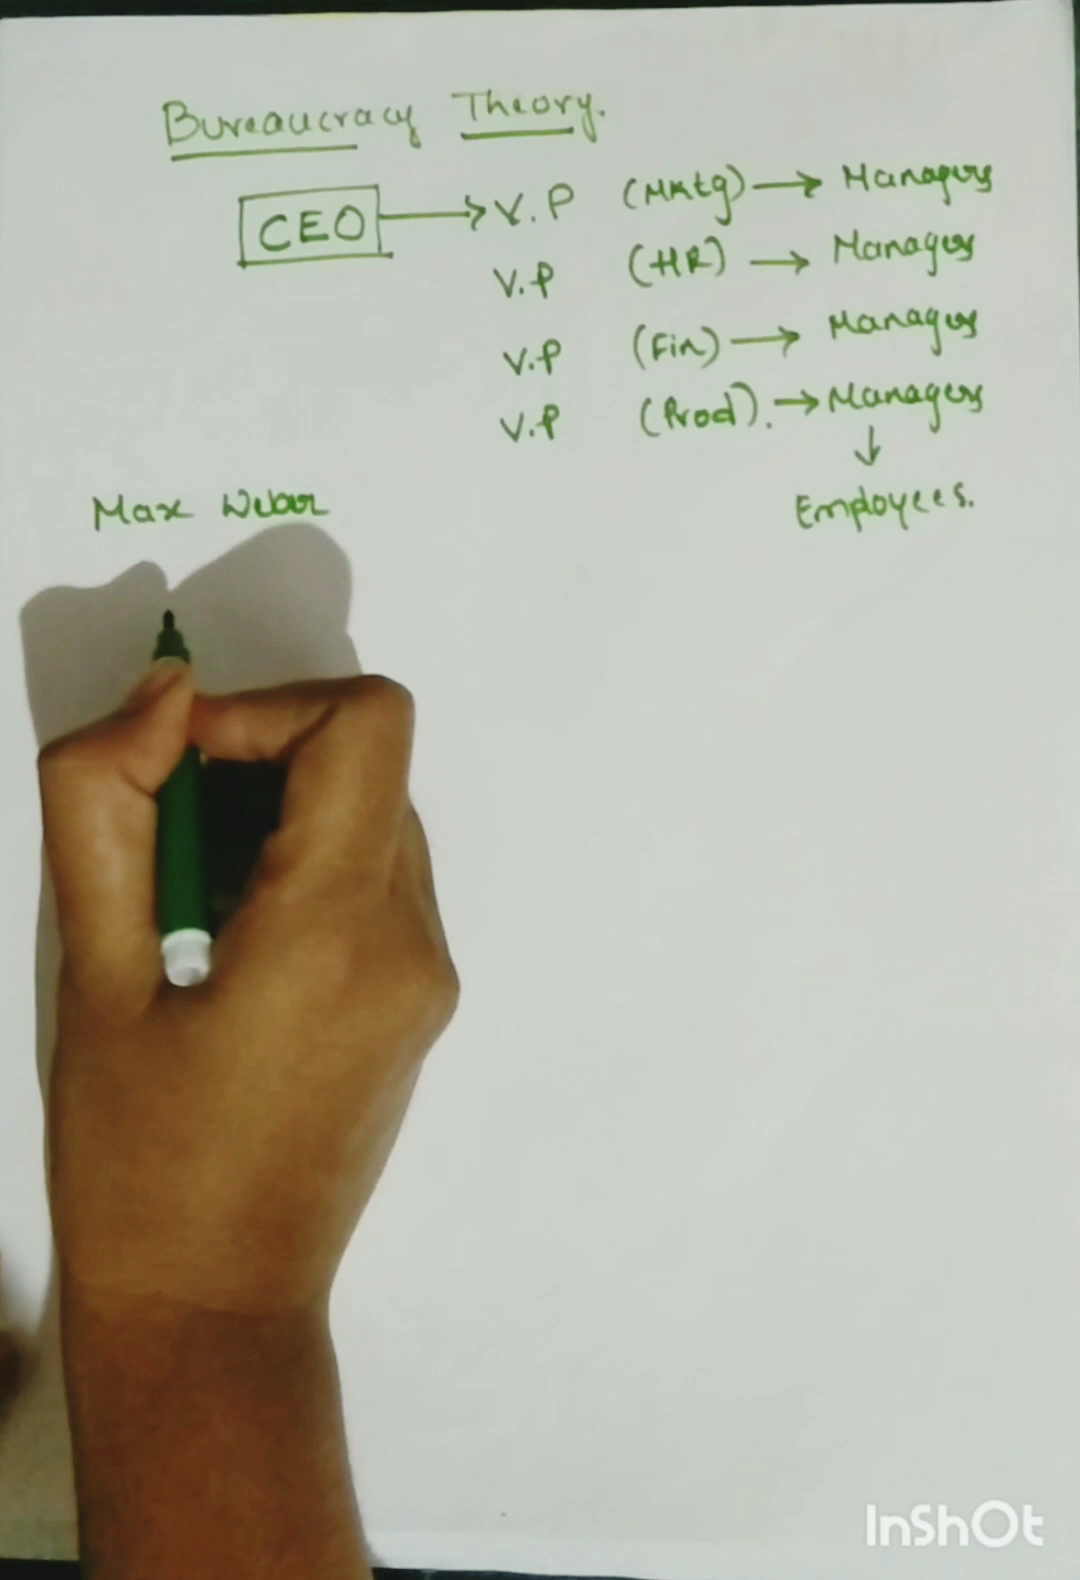 Bureaucracy Theory.
CEO → V.P (Mktg) → Managers
V.P (HR) → Managers
V.P (Fin) → Managers
V.P (Prod). → Managers
↓
Employees.
Max Weber
InShOt